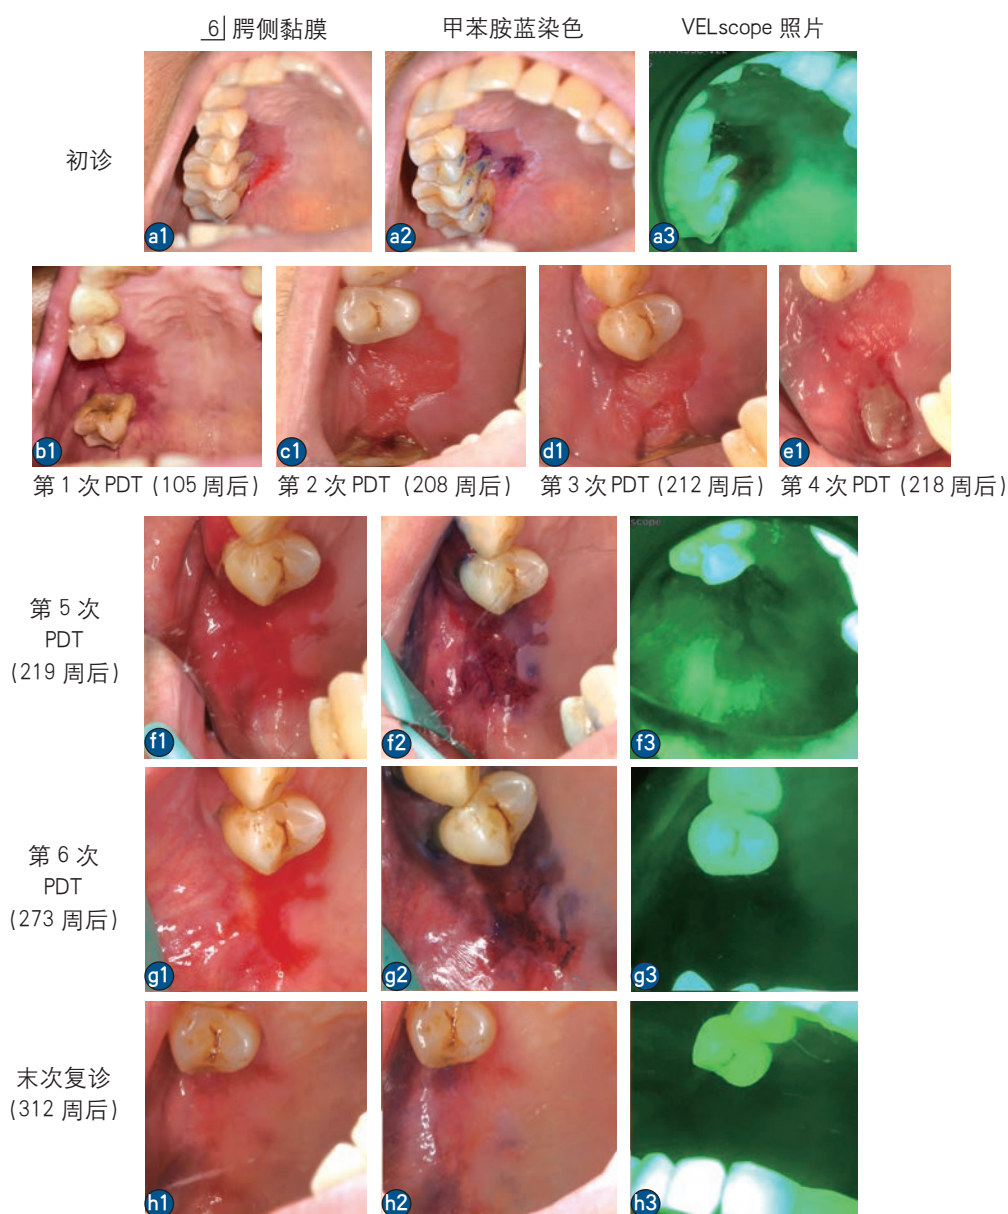 6| 腭侧黏膜
甲苯胺蓝染色
VELscope 照片
初诊
a1
a2
a3
b1
c1
d1
e1
第 1 次 PDT (105 周后)
第 2 次 PDT (208 周后)
第 3 次 PDT (212 周后)
第 4 次 PDT (218 周后)
第 5 次
PDT
(219 周后)
f1
f2
scope
f3
第 6 次
PDT
(273 周后)
g1
g2
g3
末次复诊
(312 周后)
h1
h2
h3